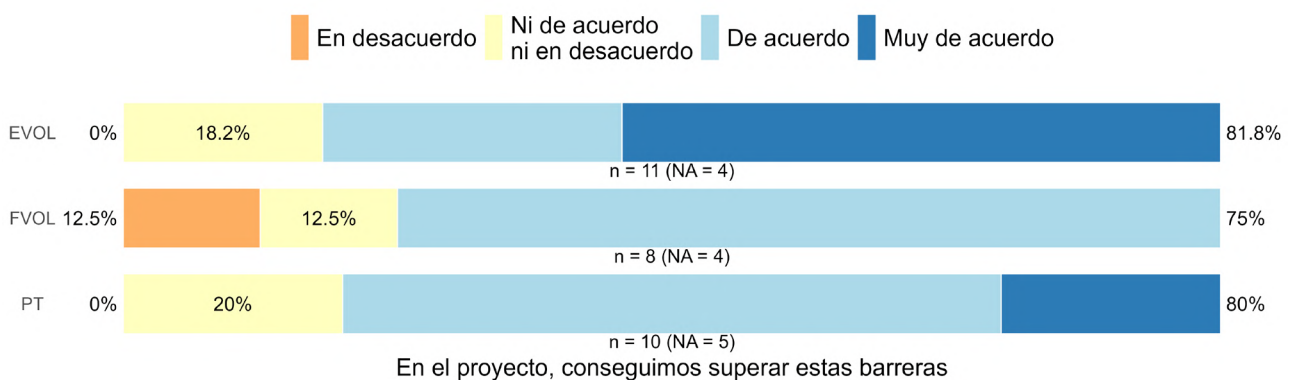 En desacuerdo
Ni de acuerdo
ni en desacuerdo
De acuerdo
Muy de acuerdo
EVOL 0% 18.2% 81.8%
n = 11 (NA = 4)
FVOL 12.5% 12.5% 75%
n = 8 (NA = 4)
PT 0% 20% 80%
n = 10 (NA = 5)
En el proyecto, conseguimos superar estas barreras